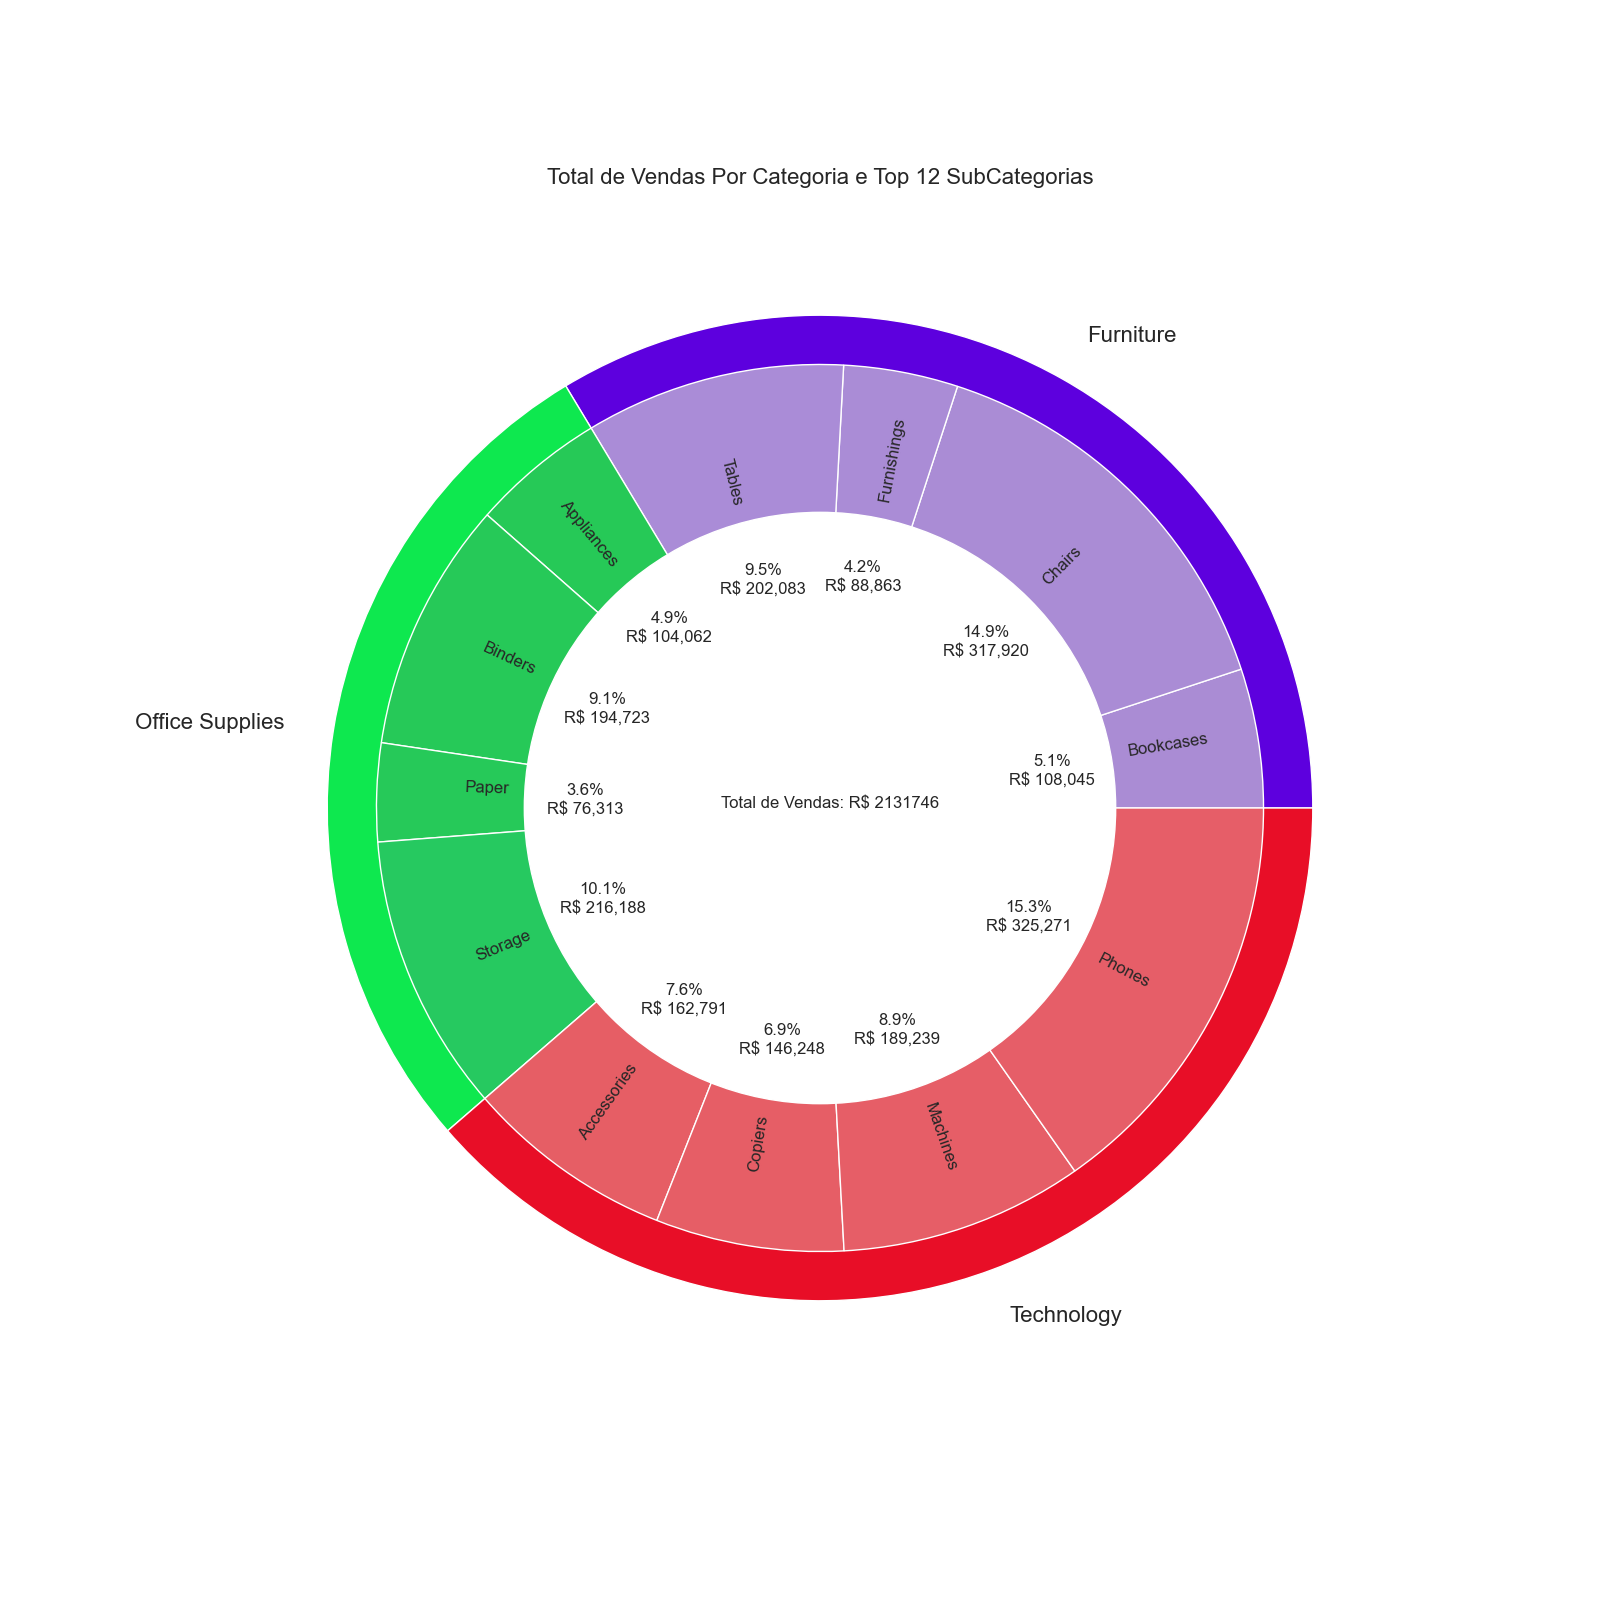 Total de Vendas Por Categoria e Top 12 SubCategorias
Furniture
Tables
Furnishings
Chairs
Bookcases
Appliances
Binders
Paper
Storage
Office Supplies
9.5%
R$ 202,083
4.2%
R$ 88,863
4.9%
R$ 104,062
14.9%
R$ 317,920
9.1%
R$ 194,723
5.1%
R$ 108,045
3.6%
R$ 76,313
Total de Vendas: R$ 2131746
10.1%
R$ 216,188
15.3%
R$ 325,271
7.6%
R$ 162,791
6.9%
R$ 146,248
8.9%
R$ 189,239
Phones
Accessories
Copiers
Machines
Technology